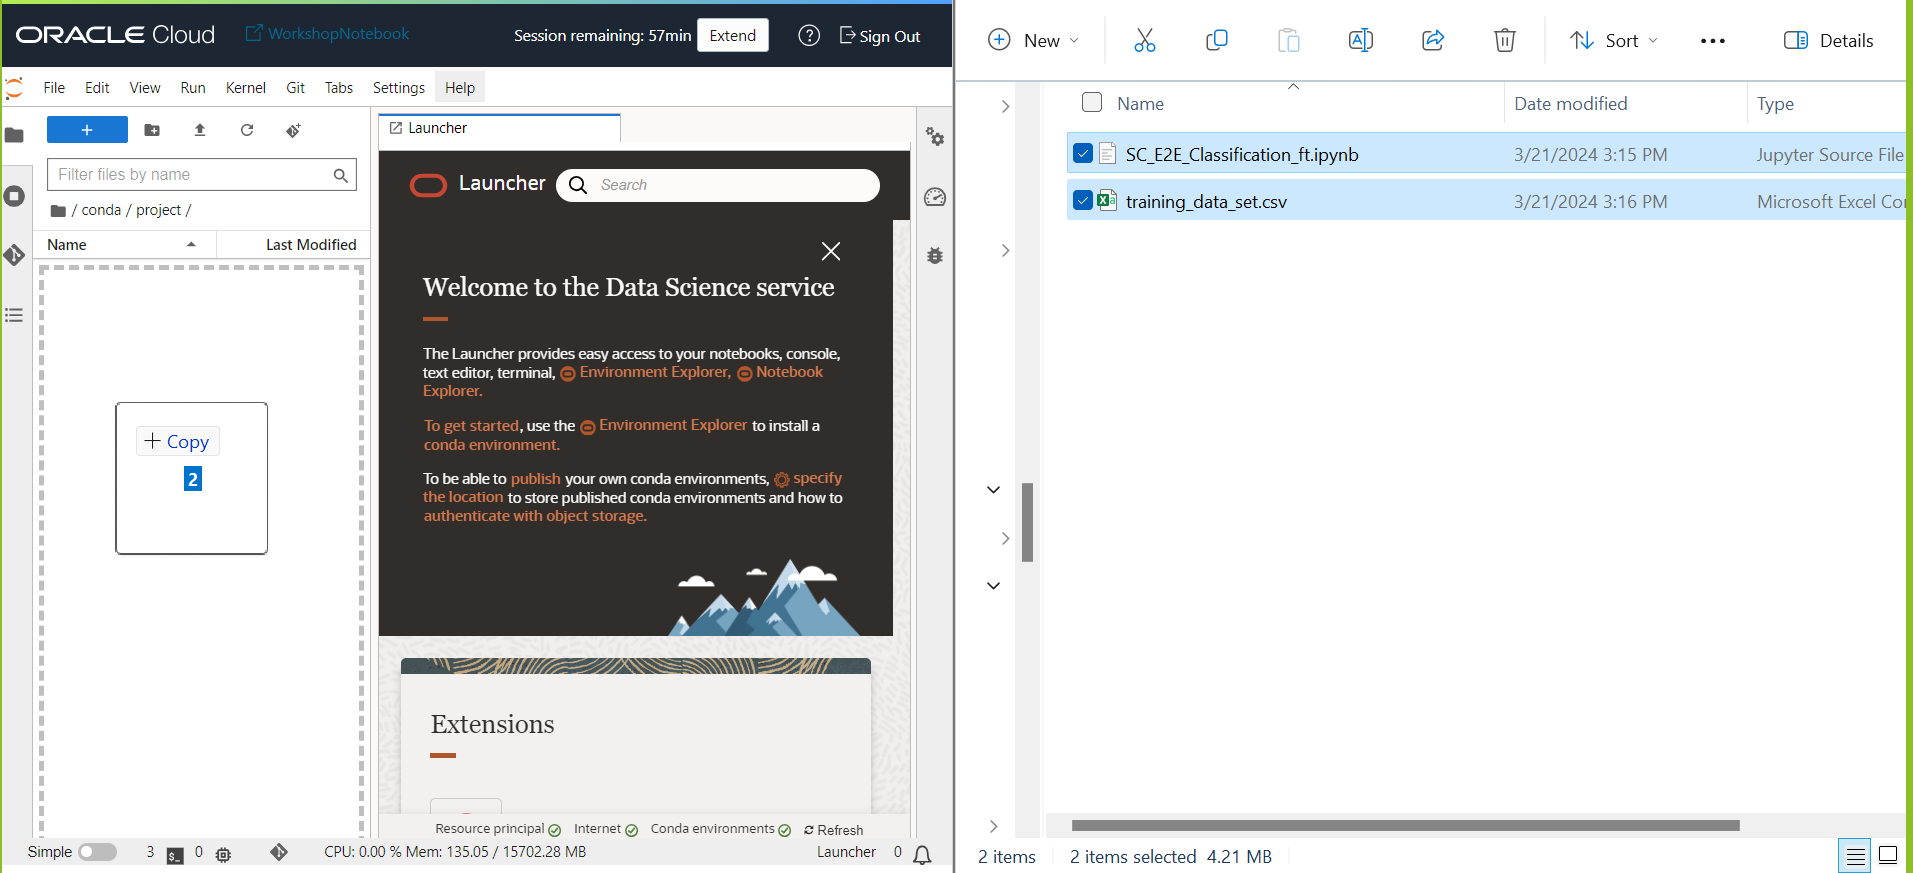 ORACLE Cloud
WorkshopNotebook
Session remaining: 57min
Extend
Sign Out
File Edit View Run Kernel Git Tabs Settings Help
Launcher
Filter files by name
/ conda / project /
Name
Last Modified
+ Copy
2
Launcher
Search
Welcome to the Data Science service
The Launcher provides easy access to your notebooks, console,
text editor, terminal, Environment Explorer, Notebook
Explorer.
To get started, use the Environment Explorer to install a
conda environment.
To be able to publish your own conda environments, specify
the location to store published conda environments and how to
authenticate with object storage.
Extensions
Resource principal Internet Conda environments Refresh
Simple 3 $_ 0 CPU: 0.00 % Mem: 135.05 / 15702.28 MB Launcher 0
New
Sort
Details
Name Date modified Type
SC_E2E_Classification_ft.ipynb 3/21/2024 3:15 PM Jupyter Source File
training_data_set.csv 3/21/2024 3:16 PM Microsoft Excel Co
2 items 2 items selected 4.21 MB